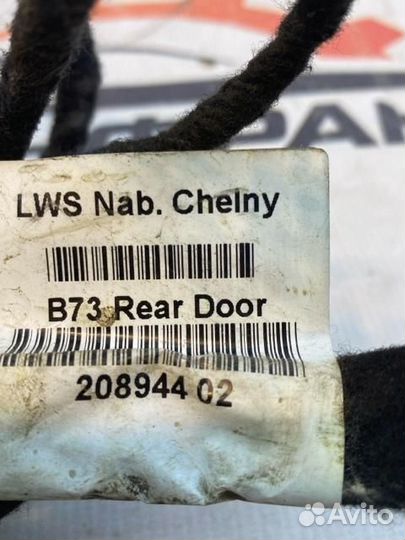 LWS Nab. Chelny
B73 Rear Door
208944 02
Avito